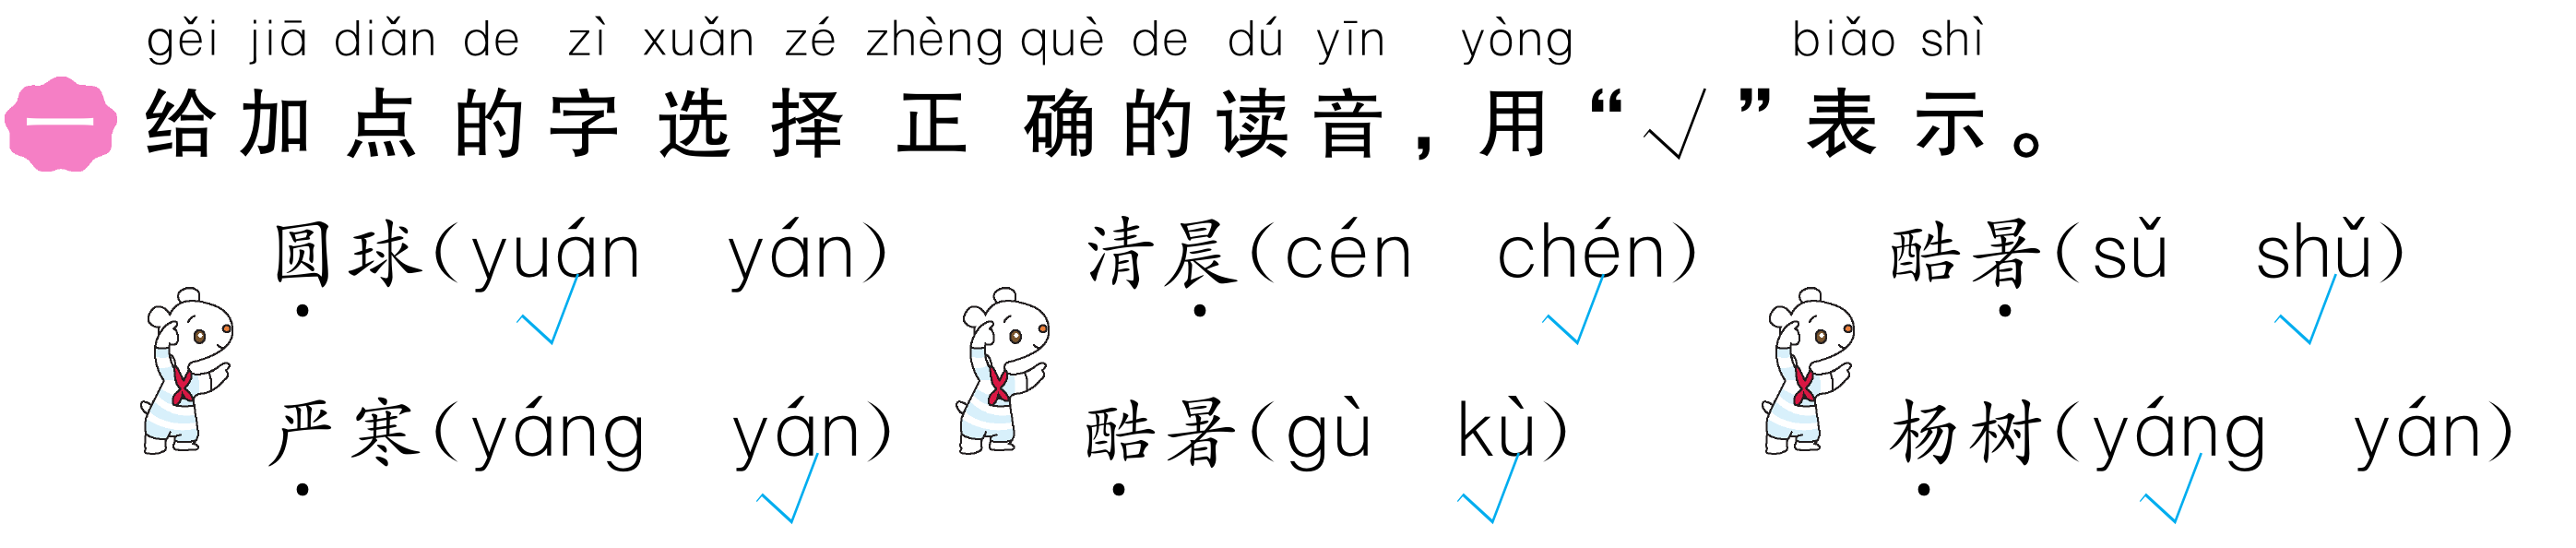 gěi jiā diǎn de zì xuǎn zé zhèng què de dú yīn yòng biǎo shì
一 给加点的字选择正确的读音，用“√”表示。
圆球(yuán yán) 清晨(cén chén) 酷暑(sǔ shǔ)
√ √ √
严寒(yáng yán) 酷暑(gù kù) 杨树(yáng yán)
√ √ √